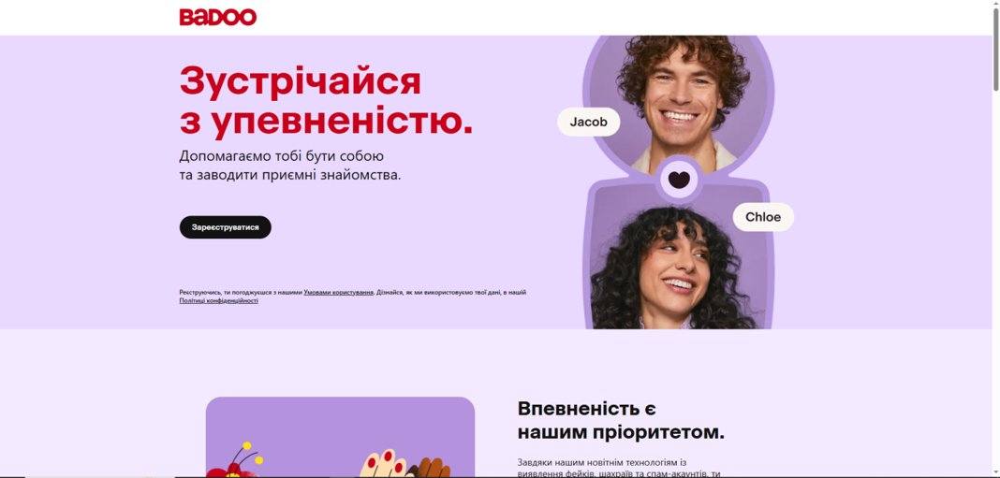 BADOO
Зустрічайся
з упевненістю.
Допомагаємо тобі бути собою
та заводити приємні знайомства.
Зареєструватися
Реєструючись, ти погоджуєшся з нашими Умовами користування. Дізнайся, як ми використовуємо твої дані, в нашій
Політиці конфіденційності
Jacob
Chloe
Впевненість є
нашим пріоритетом.
Завдяки нашим новітнім технологіям із
виявлення фейків, шахраїв та спам-акаунтів, ти